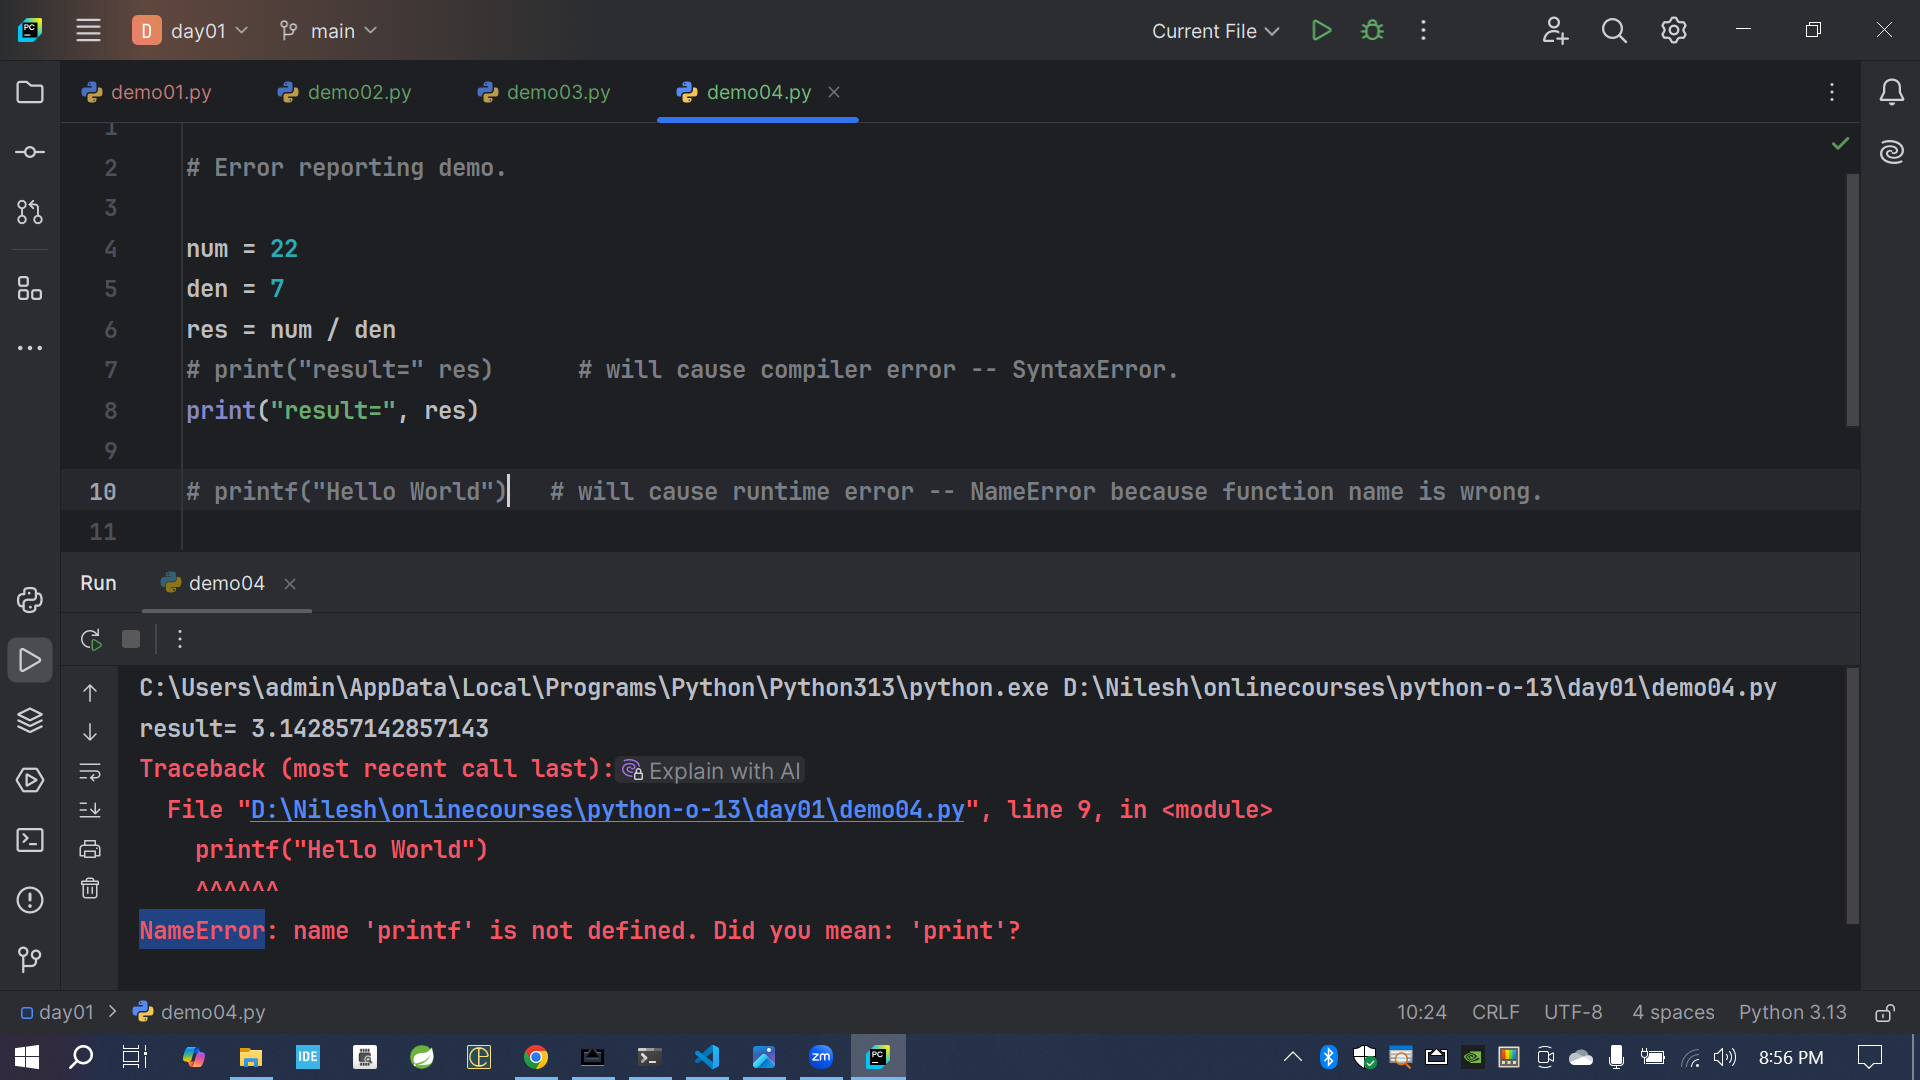 PC
D day01 main
Current File
demo01.py demo02.py demo03.py demo04.py
1
2 # Error reporting demo.
3
4 num = 22
5 den = 7
6 res = num / den
7 # print("result=" res)      # will cause compiler error -- SyntaxError.
8 print("result=", res)
9
10 # printf("Hello World")   # will cause runtime error -- NameError because function name is wrong.
11
Run demo04
C:\Users\admin\AppData\Local\Programs\Python\Python313\python.exe D:\Nilesh\onlinecourses\python-o-13\day01\demo04.py
result= 3.142857142857143
Traceback (most recent call last): Explain with AI
  File "D:\Nilesh\onlinecourses\python-o-13\day01\demo04.py", line 9, in <module>
    printf("Hello World")
    ^^^^^^
NameError: name 'printf' is not defined. Did you mean: 'print'?
day01 > demo04.py
10:24 CRLF UTF-8 4 spaces Python 3.13
IDE zm PC 8:56 PM